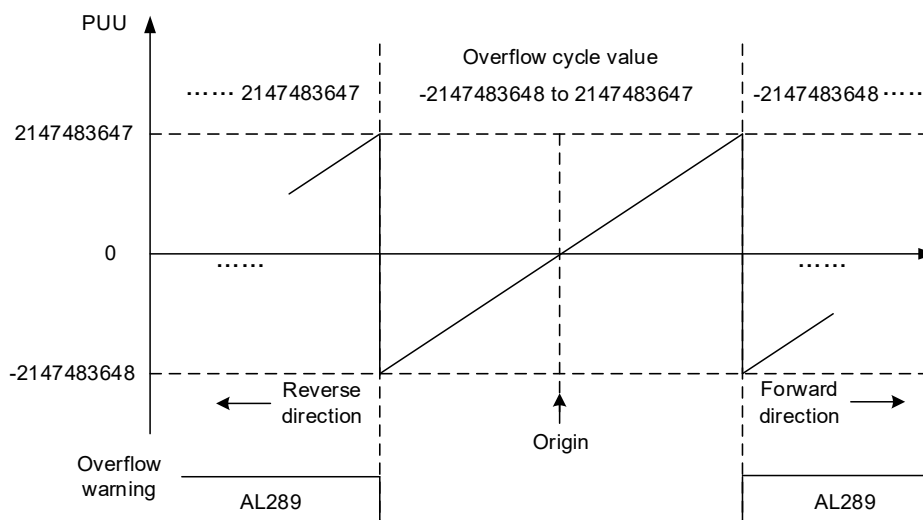 PUU
Overflow cycle value
…… 2147483647
-2147483648 to 2147483647
-2147483648 ……
2147483647
0
……
……
-2147483648
Reverse
direction
Forward
direction
Origin
Overflow
warning
AL289
AL289